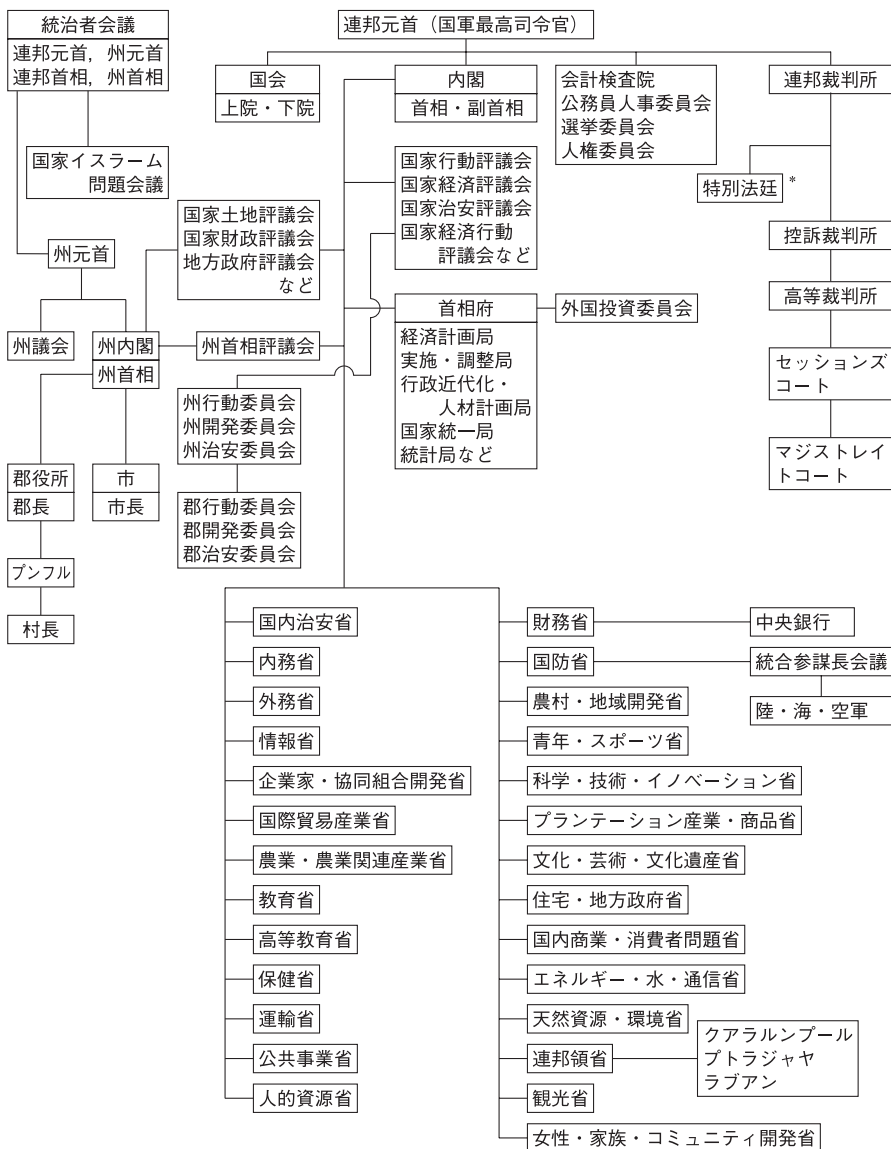 統治者会議
連邦元首，州元首
連邦首相，州首相
国家イスラーム
問題会議
連邦元首（国軍最高司令官）
国会
上院・下院
内閣
首相・副首相
会計検査院
公務員人事委員会
選挙委員会
人権委員会
連邦裁判所
特別法廷*
控訴裁判所
高等裁判所
セッションズ
コート
マジストレイ
トコート
国家行動評議会
国家経済評議会
国家治安評議会
国家経済行動
評議会など
国家土地評議会
国家財政評議会
地方政府評議会
など
州元首
州議会
州内閣
州首相
州首相評議会
首相府
経済計画局
実施・調整局
行政近代化・
人材計画局
国家統一局
統計局など
外国投資委員会
州行動委員会
州開発委員会
州治安委員会
郡行動委員会
郡開発委員会
郡治安委員会
郡役所
郡長
市
市長
プンフル
村長
国内治安省
内務省
外務省
情報省
企業家・協同組合開発省
国際貿易産業省
農業・農業関連産業省
教育省
高等教育省
保健省
運輸省
公共事業省
人的資源省
財務省
中央銀行
国防省
統合参謀長会議
陸・海・空軍
農村・地域開発省
青年・スポーツ省
科学・技術・イノベーション省
プランテーション産業・商品省
文化・芸術・文化遺産省
住宅・地方政府省
国内商業・消費者問題省
エネルギー・水・通信省
天然資源・環境省
連邦領省
クアラルンプール
プトラジャヤ
ラブアン
観光省
女性・家族・コミュニティ開発省